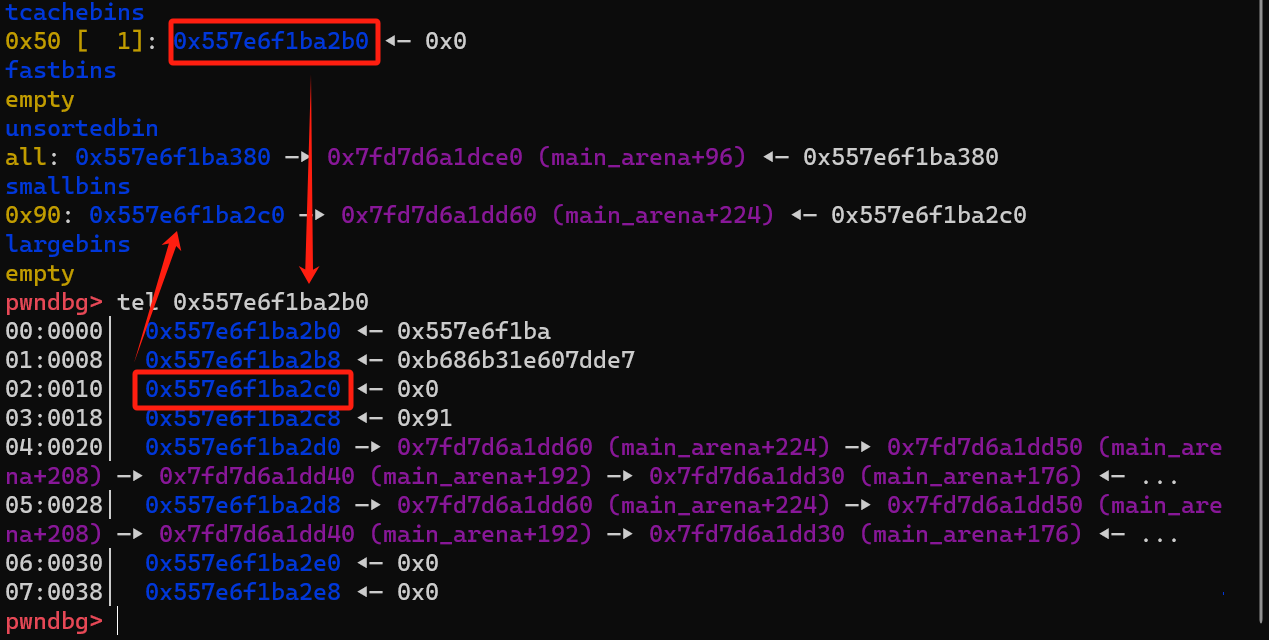 tcachebins
0x50 [  1]: 0x557e6f1ba2b0 ◂— 0x0
fastbins
empty
unsortedbin
all: 0x557e6f1ba380 —▸ 0x7fd7d6a1dce0 (main_arena+96) ◂— 0x557e6f1ba380
smallbins
0x90: 0x557e6f1ba2c0 —▸ 0x7fd7d6a1dd60 (main_arena+224) ◂— 0x557e6f1ba2c0
largebins
empty
pwndbg> tel 0x557e6f1ba2b0
00:0000│  0x557e6f1ba2b0 ◂— 0x557e6f1ba
01:0008│  0x557e6f1ba2b8 ◂— 0xb686b31e607dde7
02:0010│  0x557e6f1ba2c0 ◂— 0x0
03:0018│  0x557e6f1ba2c8 ◂— 0x91
04:0020│  0x557e6f1ba2d0 —▸ 0x7fd7d6a1dd60 (main_arena+224) —▸ 0x7fd7d6a1dd50 (main_are
na+208) —▸ 0x7fd7d6a1dd40 (main_arena+192) —▸ 0x7fd7d6a1dd30 (main_arena+176) ◂— ...
05:0028│  0x557e6f1ba2d8 —▸ 0x7fd7d6a1dd60 (main_arena+224) —▸ 0x7fd7d6a1dd50 (main_are
na+208) —▸ 0x7fd7d6a1dd40 (main_arena+192) —▸ 0x7fd7d6a1dd30 (main_arena+176) ◂— ...
06:0030│  0x557e6f1ba2e0 ◂— 0x0
07:0038│  0x557e6f1ba2e8 ◂— 0x0
pwndbg>